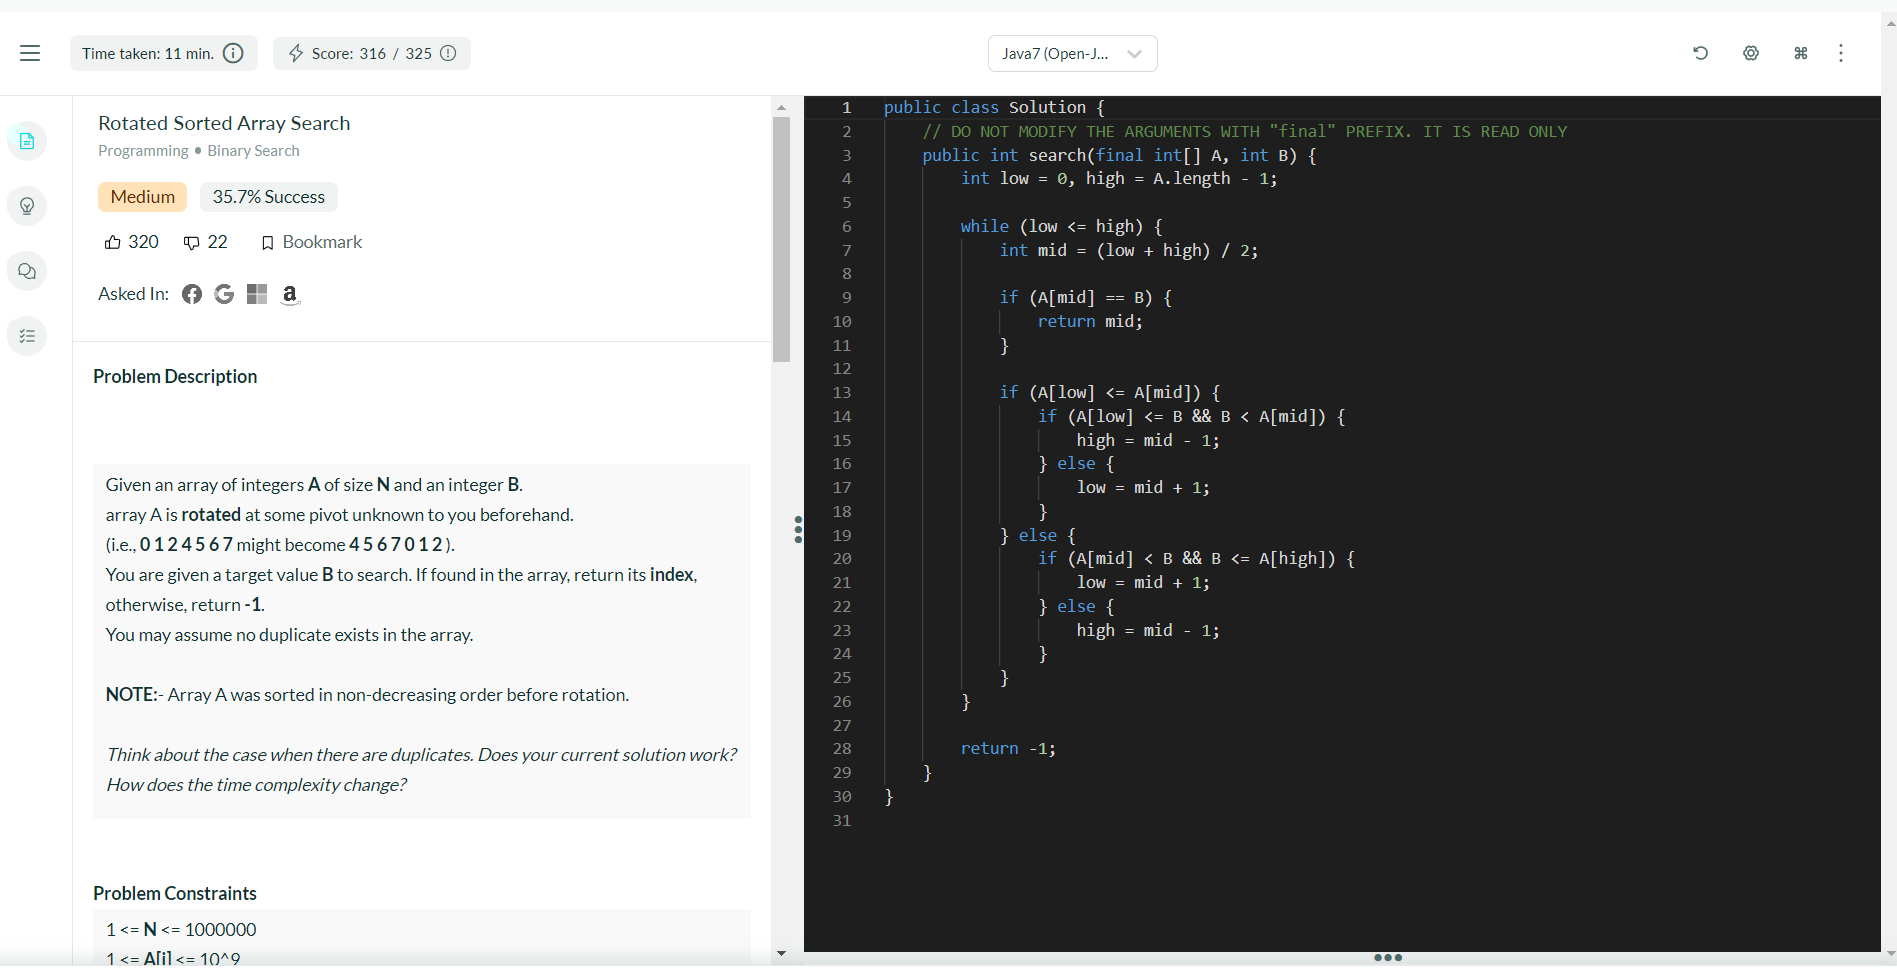 Time taken: 11 min.
Score: 316 / 325
Java7 (Open-J...
Rotated Sorted Array Search
Programming • Binary Search
Medium
35.7% Success
320
22
Bookmark
Asked In:
Problem Description
Given an array of integers A of size N and an integer B.
array A is rotated at some pivot unknown to you beforehand.
(i.e., 0 1 2 4 5 6 7 might become 4 5 6 7 0 1 2 ).
You are given a target value B to search. If found in the array, return its index,
otherwise, return -1.
You may assume no duplicate exists in the array.
NOTE:- Array A was sorted in non-decreasing order before rotation.
Think about the case when there are duplicates. Does your current solution work?
How does the time complexity change?
Problem Constraints
1 <= N <= 1000000
1 <= A[i] <= 10^9
1 public class Solution {
2 // DO NOT MODIFY THE ARGUMENTS WITH "final" PREFIX. IT IS READ ONLY
3 public int search(final int[] A, int B) {
4 int low = 0, high = A.length - 1;
5
6 while (low <= high) {
7 int mid = (low + high) / 2;
8
9 if (A[mid] == B) {
10 return mid;
11 }
12
13 if (A[low] <= A[mid]) {
14 if (A[low] <= B && B < A[mid]) {
15 high = mid - 1;
16 } else {
17 low = mid + 1;
18 }
19 } else {
20 if (A[mid] < B && B <= A[high]) {
21 low = mid + 1;
22 } else {
23 high = mid - 1;
24 }
25 }
26 }
27
28 return -1;
29 }
30 }
31